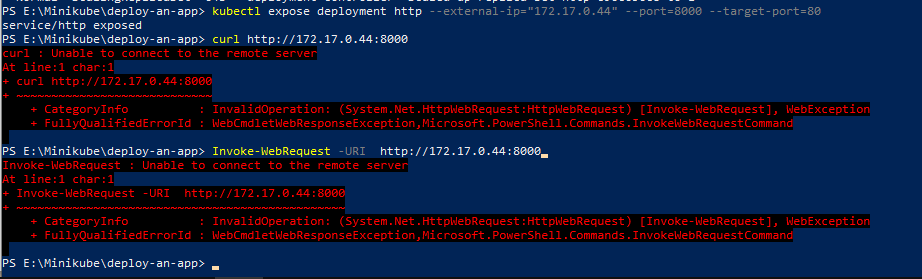 PS E:\Minikube\deploy-an-app> kubectl expose deployment http --external-ip="172.17.0.44" --port=8000 --target-port=80
service/http exposed
PS E:\Minikube\deploy-an-app> curl http://172.17.0.44:8000
curl : Unable to connect to the remote server
At line:1 char:1
+ curl http://172.17.0.44:8000
+ ~~~~~~~~~~~~~~~~~~~~~~~~~~~~
    + CategoryInfo          : InvalidOperation: (System.Net.HttpWebRequest:HttpWebRequest) [Invoke-WebRequest], WebException
    + FullyQualifiedErrorId : WebCmdletWebResponseException,Microsoft.PowerShell.Commands.InvokeWebRequestCommand
PS E:\Minikube\deploy-an-app> Invoke-WebRequest -URI  http://172.17.0.44:8000
Invoke-WebRequest : Unable to connect to the remote server
At line:1 char:1
+ Invoke-WebRequest -URI  http://172.17.0.44:8000
+ ~~~~~~~~~~~~~~~~~~~~~~~~~~~~~~~~~~~~~~~~~~~~~~~
    + CategoryInfo          : InvalidOperation: (System.Net.HttpWebRequest:HttpWebRequest) [Invoke-WebRequest], WebException
    + FullyQualifiedErrorId : WebCmdletWebResponseException,Microsoft.PowerShell.Commands.InvokeWebRequestCommand
PS E:\Minikube\deploy-an-app>